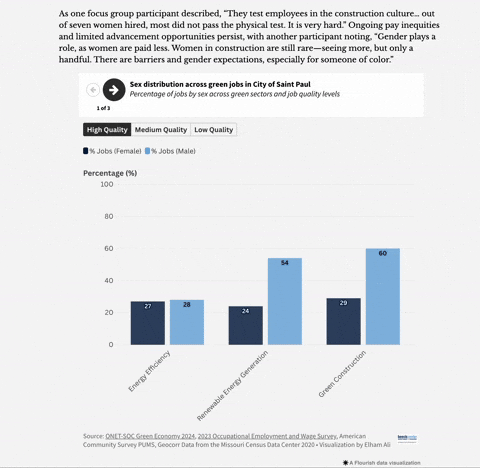 As one focus group participant described, “They test employees in the construction culture... out
of seven women hired, most did not pass the physical test. It is very hard.” Ongoing pay inequities
and limited advancement opportunities persist, with another participant noting, “Gender plays a
role, as women are paid less. Women in construction are still rare—seeing more, but only a
handful. There are barriers and gender expectations, especially for someone of color.”
Sex distribution across green jobs in City of Saint Paul
Percentage of jobs by sex across green sectors and job quality levels
1 of 3
High Quality Medium Quality Low Quality
% Jobs (Female) % Jobs (Male)
Percentage (%)
100
80
60
40
20
0
27 28
24 54
29 60
Energy Efficiency
Renewable Energy Generation
Green Construction
Source: ONET-SOC Green Economy 2024, 2023 Occupational Employment and Wage Survey, American
Community Survey PUMS, Geocorr Data from the Missouri Census Data Center 2020 • Visualization by Elham Ali
A Flourish data visualization